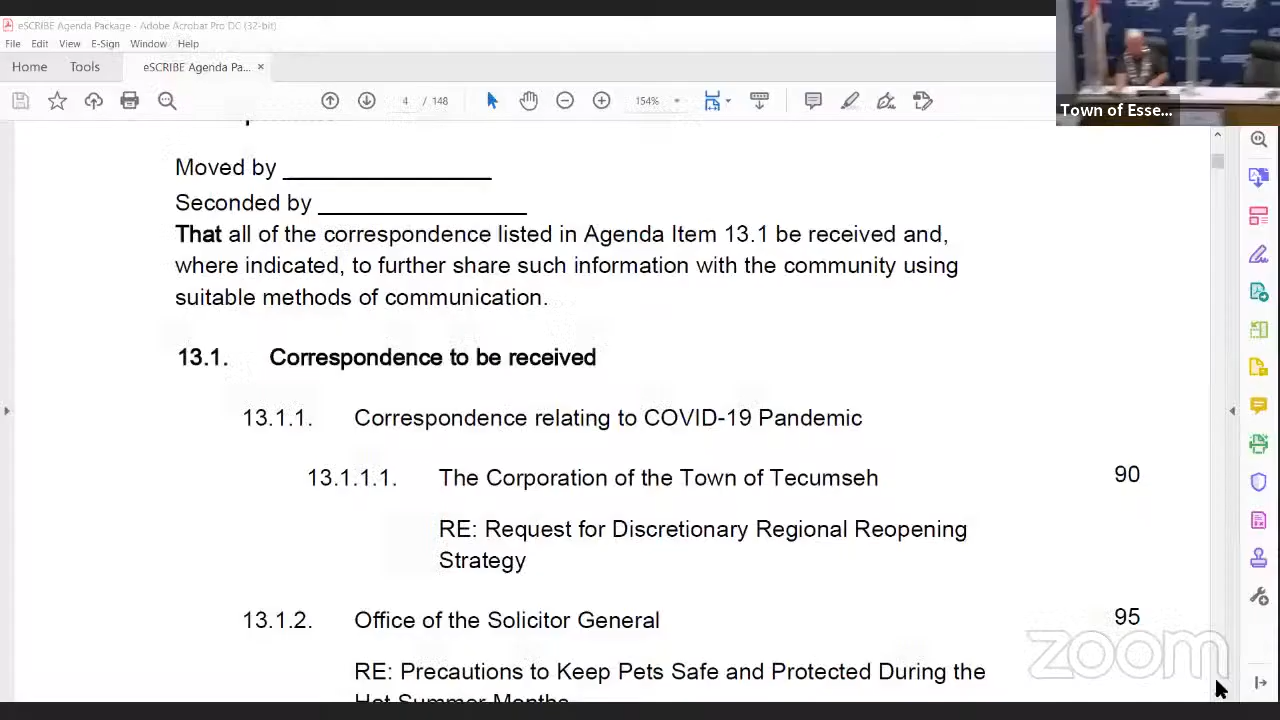 eSCRIBE Agenda Package - Adobe Acrobat Pro DC (32-bit)
File Edit View E-Sign Window Help
Home Tools eSCRIBE Agenda Pa... ×
4 / 148 154%
Town of Esse...
Moved by
Seconded by
That all of the correspondence listed in Agenda Item 13.1 be received and,
where indicated, to further share such information with the community using
suitable methods of communication.
13.1. Correspondence to be received
13.1.1. Correspondence relating to COVID-19 Pandemic
13.1.1.1. The Corporation of the Town of Tecumseh 90
RE: Request for Discretionary Regional Reopening
Strategy
13.1.2. Office of the Solicitor General 95
RE: Precautions to Keep Pets Safe and Protected During the
Hot Summer Months
zoom